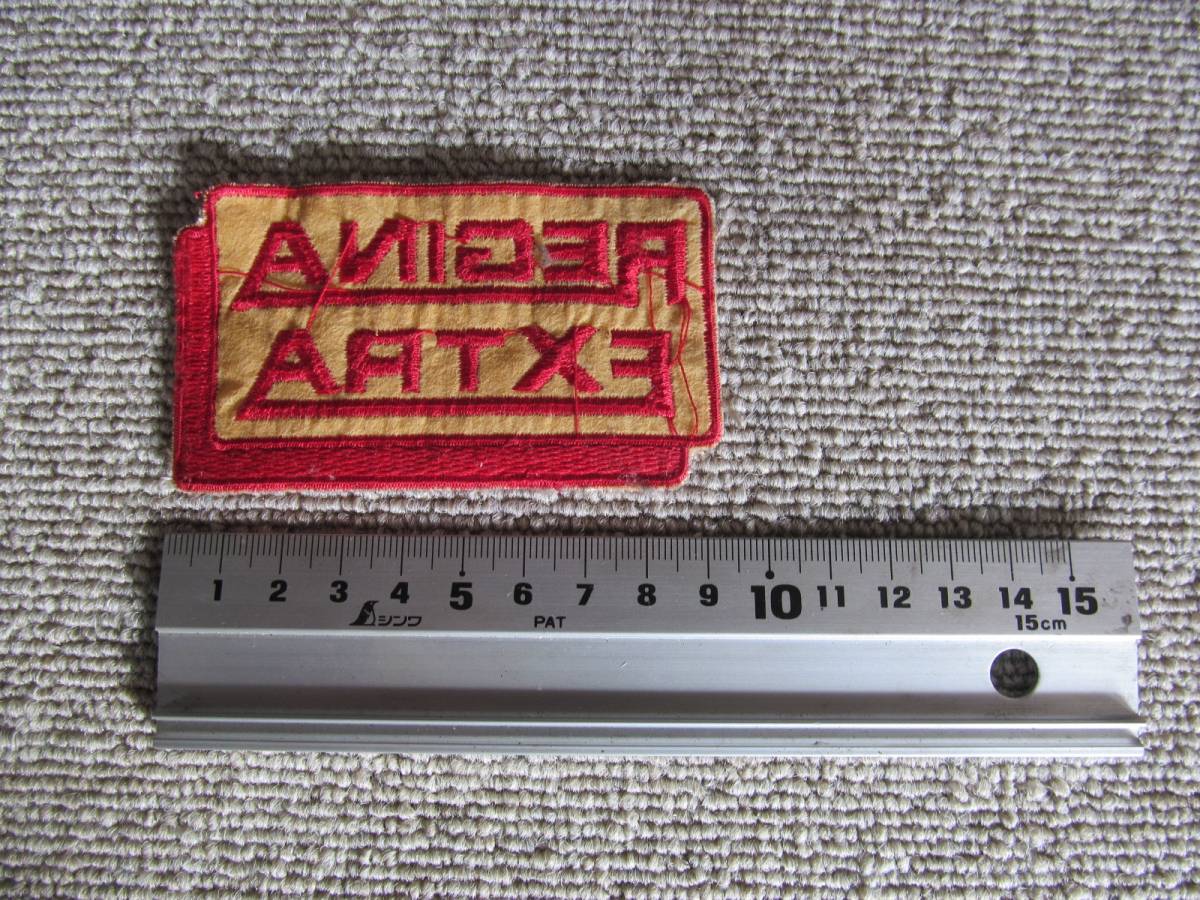 REGINA
EXTRA
1 2 3 4 5 6 7 8 9 10 11 12 13 14 15
シンワ PAT 15cm